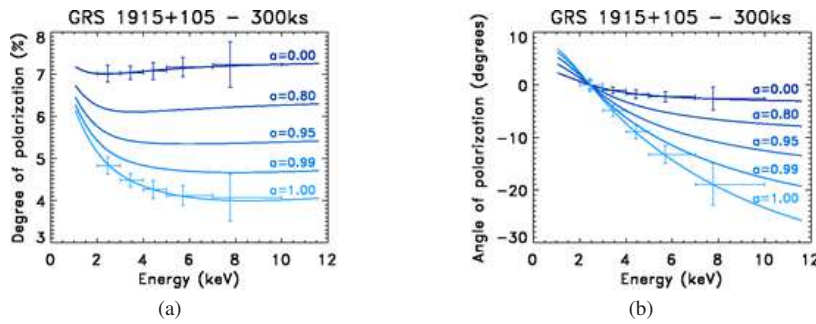 GRS 1915+105 - 300ks
8
7
6
5
4
3
Degree of polarization (%)
a=0.00
a=0.80
a=0.95
a=0.99
a=1.00
0 2 4 6 8 10 12
Energy (keV)
(a)
GRS 1915+105 - 300ks
10
0
-10
-20
-30
Angle of polarization (degrees)
a=0.00
a=0.80
a=0.95
a=0.99
a=1.00
0 2 4 6 8 10 12
Energy (keV)
(b)